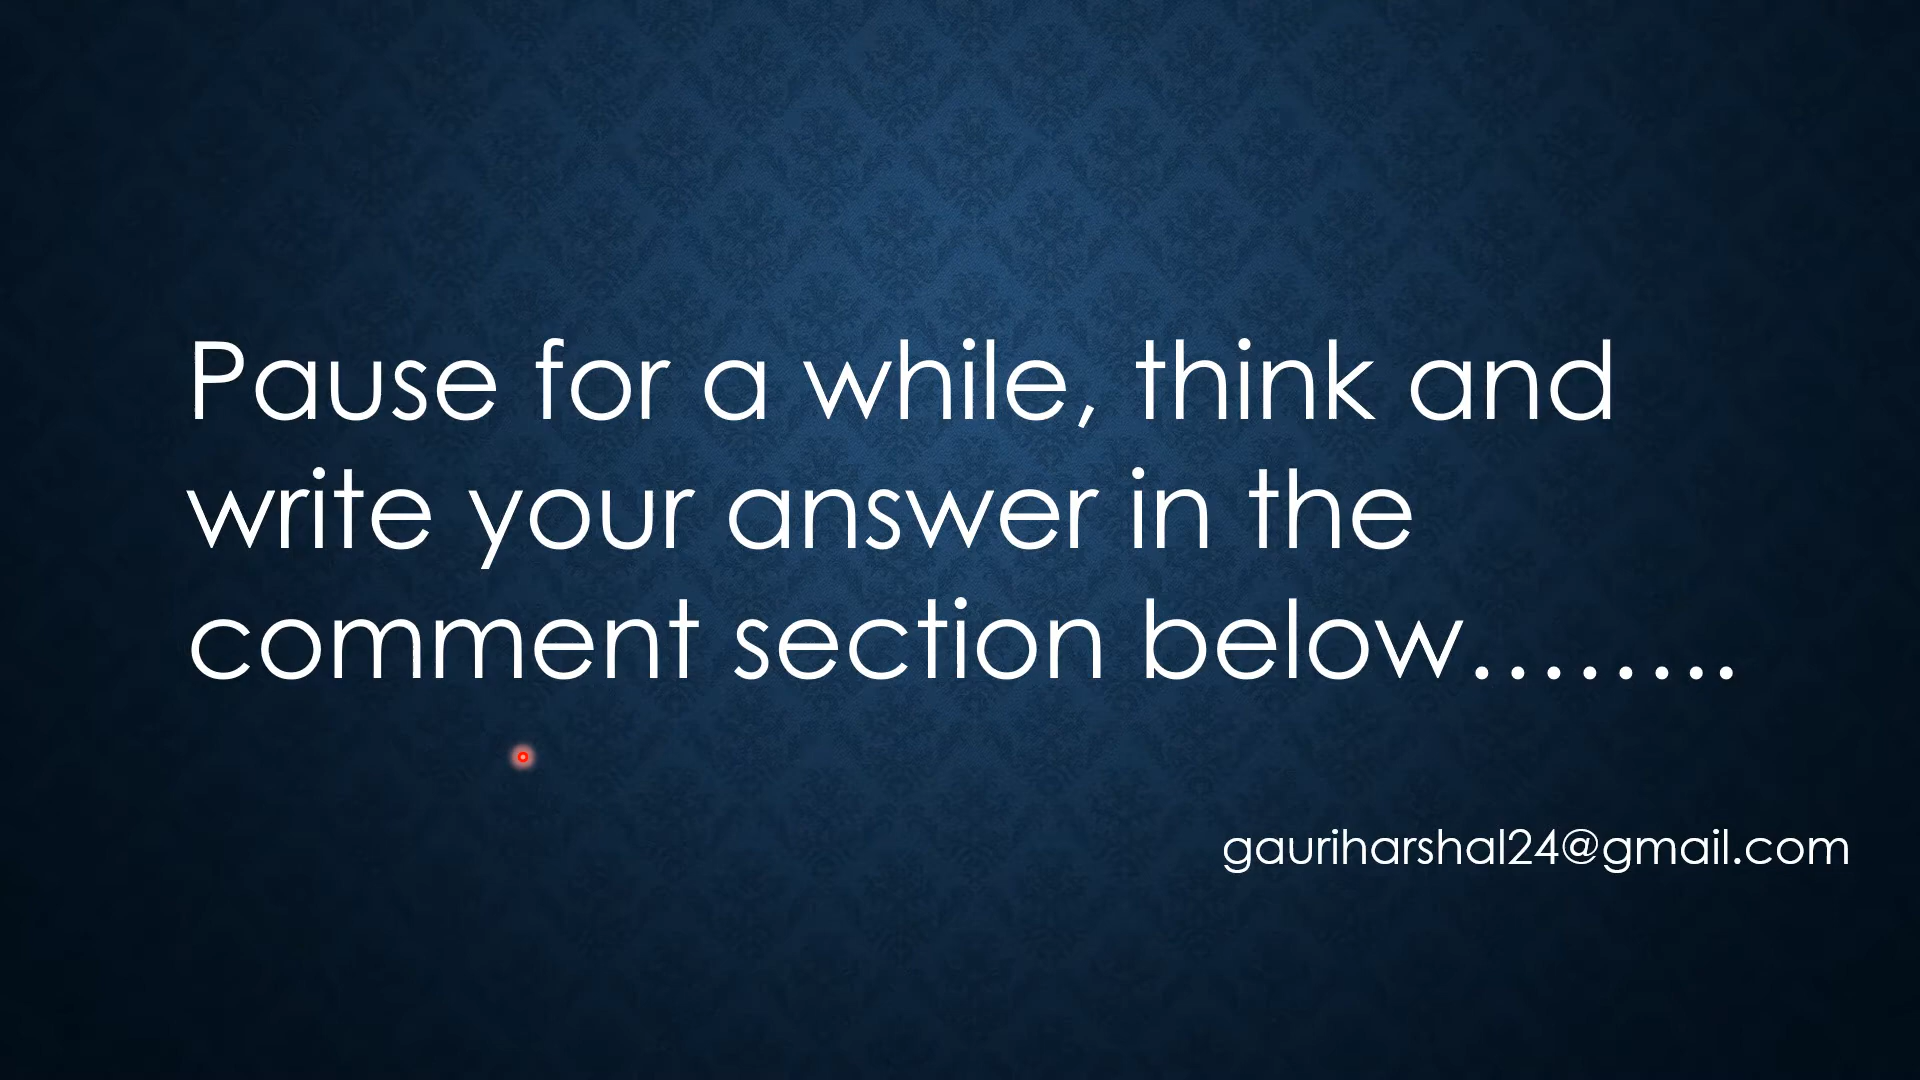 Pause for a while, think and
write your answer in the
comment section below........
gauriharshal24@gmail.com